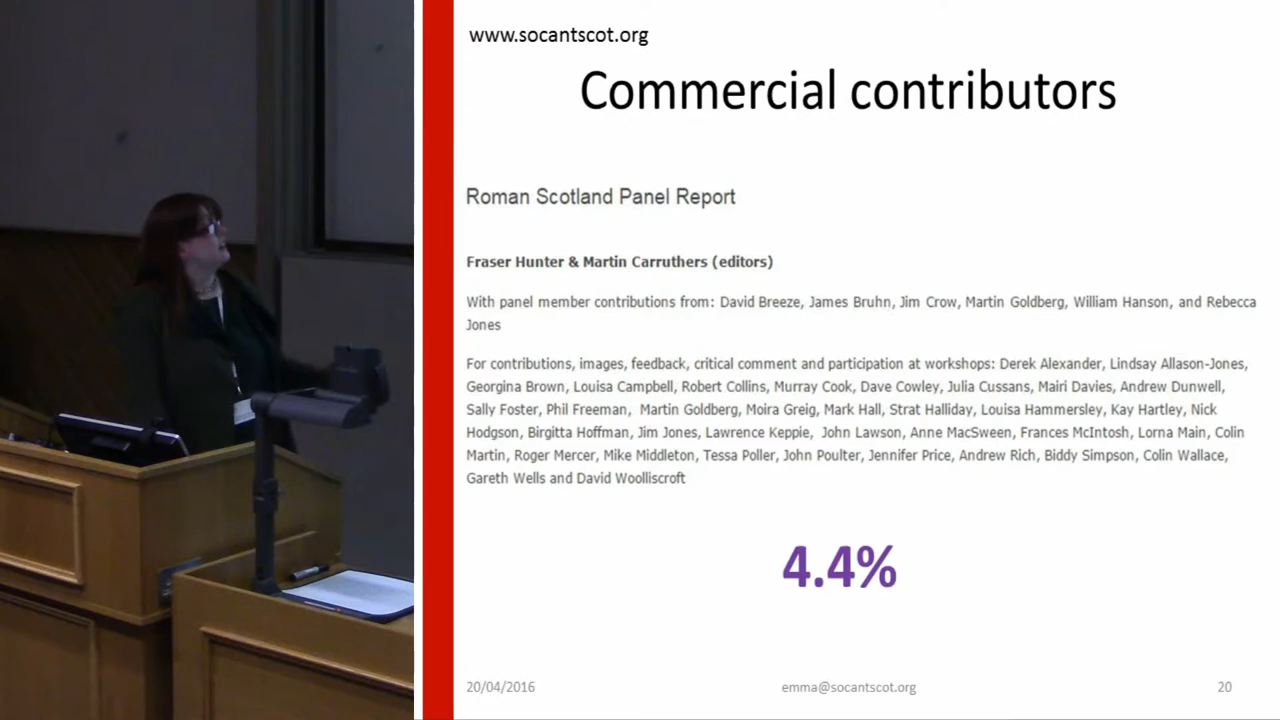 www.socantscot.org
Commercial contributors
Roman Scotland Panel Report
Fraser Hunter & Martin Carruthers (editors)
With panel member contributions from: David Breeze, James Bruhn, Jim Crow, Martin Goldberg, William Hanson, and Rebecca
Jones
For contributions, images, feedback, critical comment and participation at workshops: Derek Alexander, Lindsay Allason-Jones,
Georgina Brown, Louisa Campbell, Robert Collins, Murray Cook, Dave Cowley, Julia Cussans, Mairi Davies, Andrew Dunwell,
Sally Foster, Phil Freeman, Martin Goldberg, Moira Greig, Mark Hall, Strat Halliday, Louisa Hammersley, Kay Hartley, Nick
Hodgson, Birgitta Hoffman, Jim Jones, Lawrence Keppie, John Lawson, Anne MacSween, Frances McIntosh, Lorna Main, Colin
Martin, Roger Mercer, Mike Middleton, Tessa Poller, John Poulter, Jennifer Price, Andrew Rich, Biddy Simpson, Colin Wallace,
Gareth Wells and David Woolliscroft
4.4%
20/04/2016
emma@socantscot.org
20